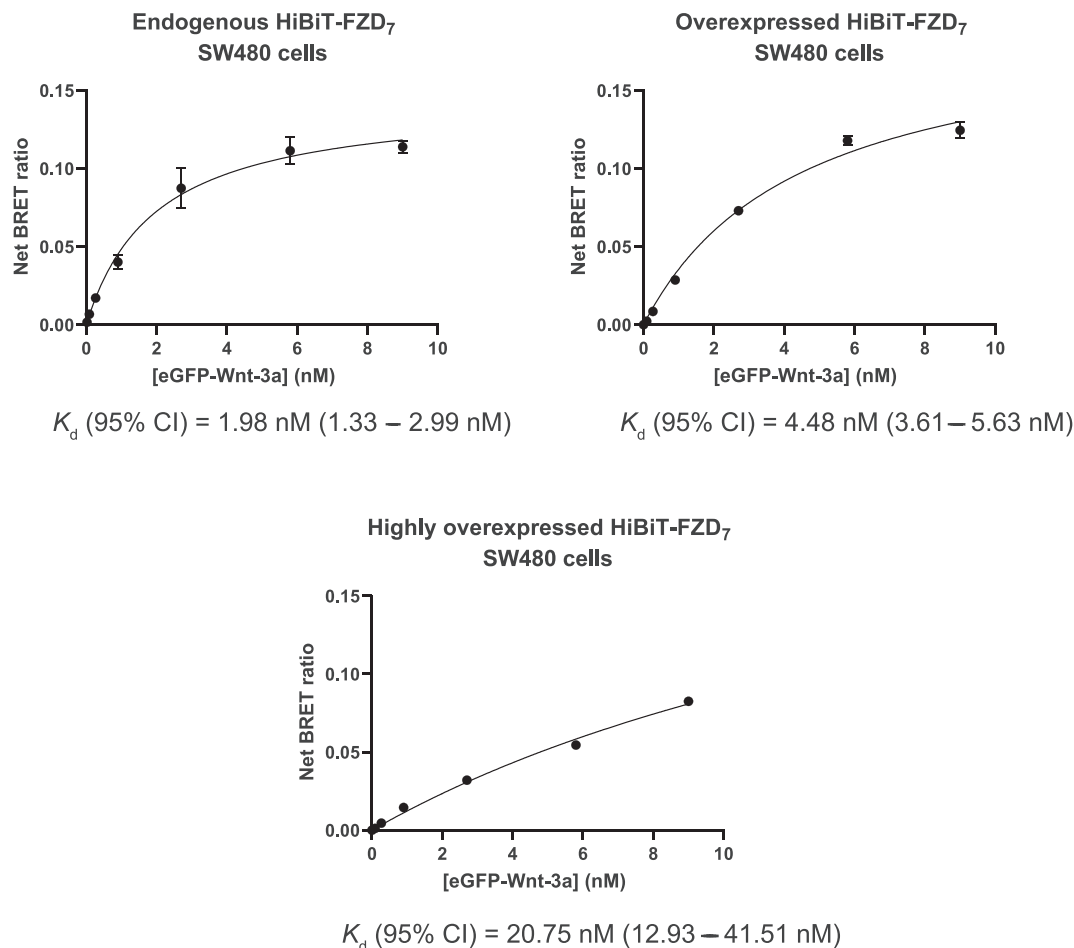 Endogenous HiBiT-FZD₇
SW480 cells
0.15
0.10
0.05
0.00
Net BRET ratio
0 2 4 6 8 10
[eGFP-Wnt-3a] (nM)
K_d (95% CI) = 1.98 nM (1.33 – 2.99 nM)
Overexpressed HiBiT-FZD₇
SW480 cells
0.15
0.10
0.05
0.00
Net BRET ratio
0 2 4 6 8 10
[eGFP-Wnt-3a] (nM)
K_d (95% CI) = 4.48 nM (3.61 – 5.63 nM)
Highly overexpressed HiBiT-FZD₇
SW480 cells
0.15
0.10
0.05
0.00
Net BRET ratio
0 2 4 6 8 10
[eGFP-Wnt-3a] (nM)
K_d (95% CI) = 20.75 nM (12.93 – 41.51 nM)